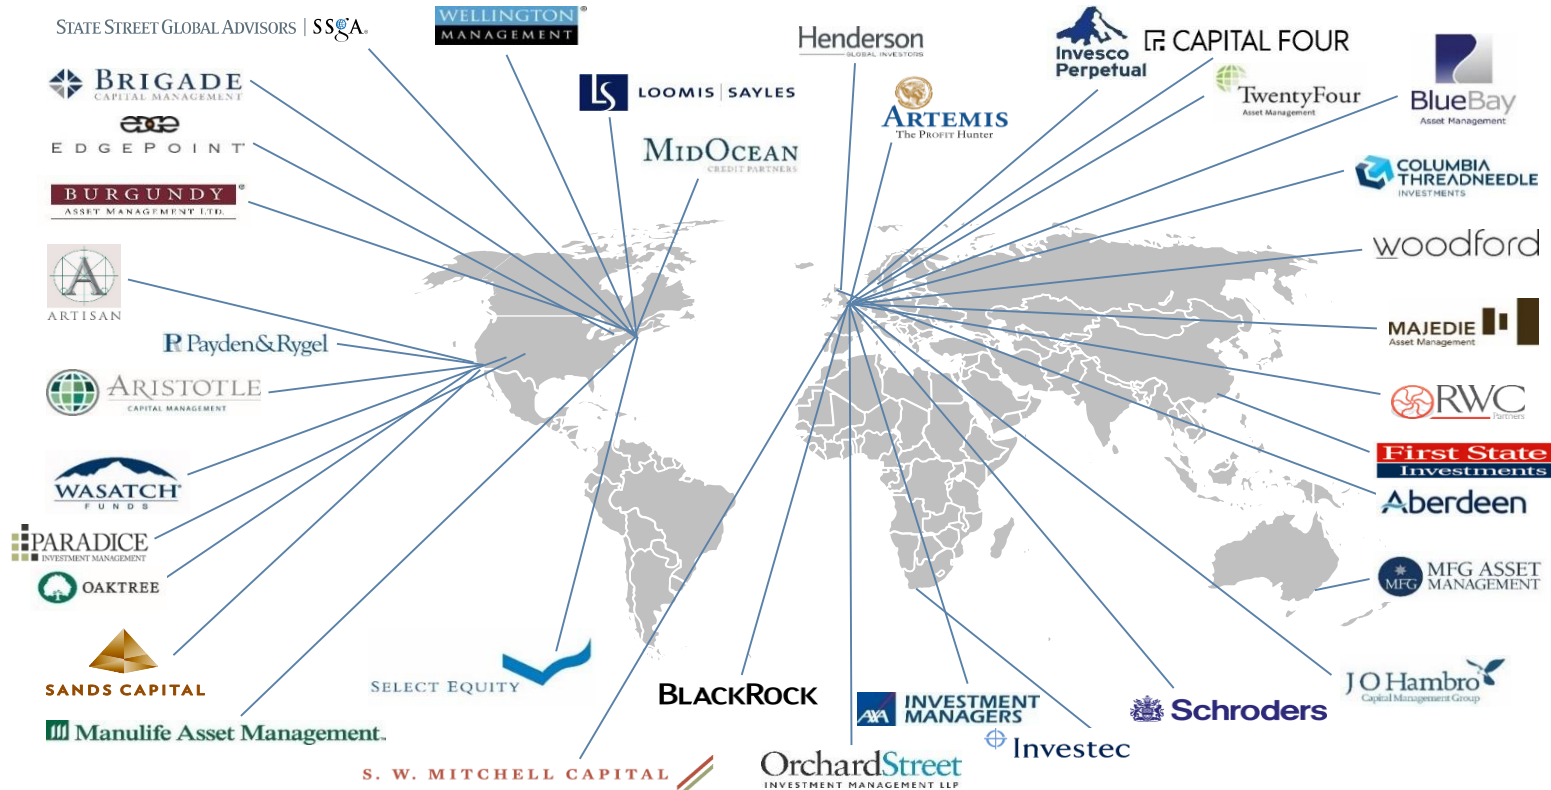 STATE STREET GLOBAL ADVISORS | SSgA®
WELLINGTON
MANAGEMENT®
Henderson
GLOBAL INVESTORS
Invesco
Perpetual
CAPITAL FOUR
BlueBay
Asset Management
BRIGADE
CAPITAL MANAGEMENT
LS LOOMIS | SAYLES
ARTEMIS
The PROFIT Hunter
TwentyFour
Asset Management
EDGE
EDGEPOINT
MIDOCEAN
CREDIT PARTNERS
COLUMBIA
THREADNEEDLE
INVESTMENTS
BURGUNDY®
ASSET MANAGEMENT LTD.
woodford
A
ARTISAN
MAJEDIE
Asset Management
P R Payden&Rygel
ARISTOTLE
CAPITAL MANAGEMENT
RWC
Partners
First State
Investments
WASATCH®
FUNDS
Aberdeen
PARADICE
INVESTMENT MANAGEMENT
OAKTREE
MFG
MFG ASSET
MANAGEMENT
SANDS CAPITAL
SELECT EQUITY
BLACKROCK
AXA INVESTMENT
MANAGERS
Schroders
J O Hambro
Capital Management Group
Manulife Asset Management™
Investec
S. W. MITCHELL CAPITAL
OrchardStreet
INVESTMENT MANAGEMENT LLP